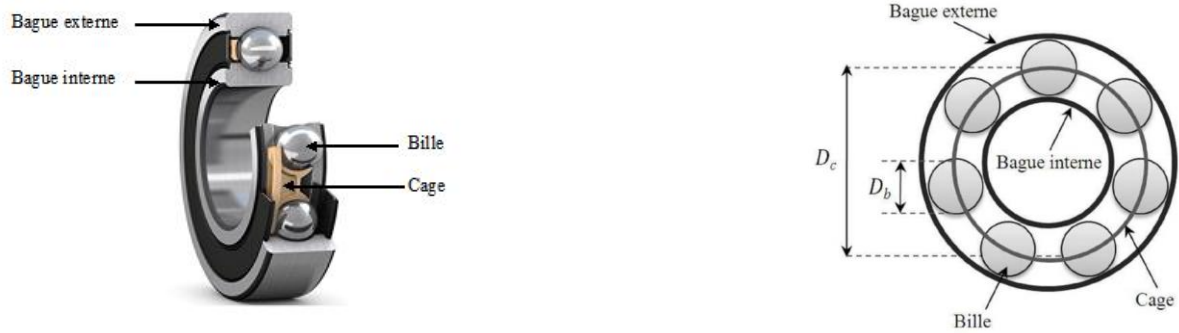 Bague externe
Bague interne
Bille
Cage
Bague externe
D_c
D_b
Bague interne
Cage
Bille